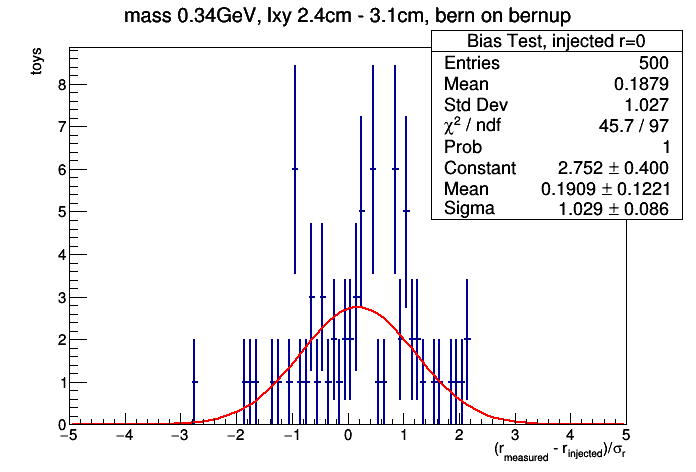 mass 0.34GeV, lxy 2.4cm - 3.1cm, bern on bernup
Bias Test, injected r=0
Entries 500
Mean 0.1879
Std Dev 1.027
χ² / ndf 45.7 / 97
Prob 1
Constant 2.752 ± 0.400
Mean 0.1909 ± 0.1221
Sigma 1.029 ± 0.086
toys
8
7
6
5
4
3
2
1
0
−5 −4 −3 −2 −1 0 1 2 3 4 5
(r_measured - r_injected)/σ_r